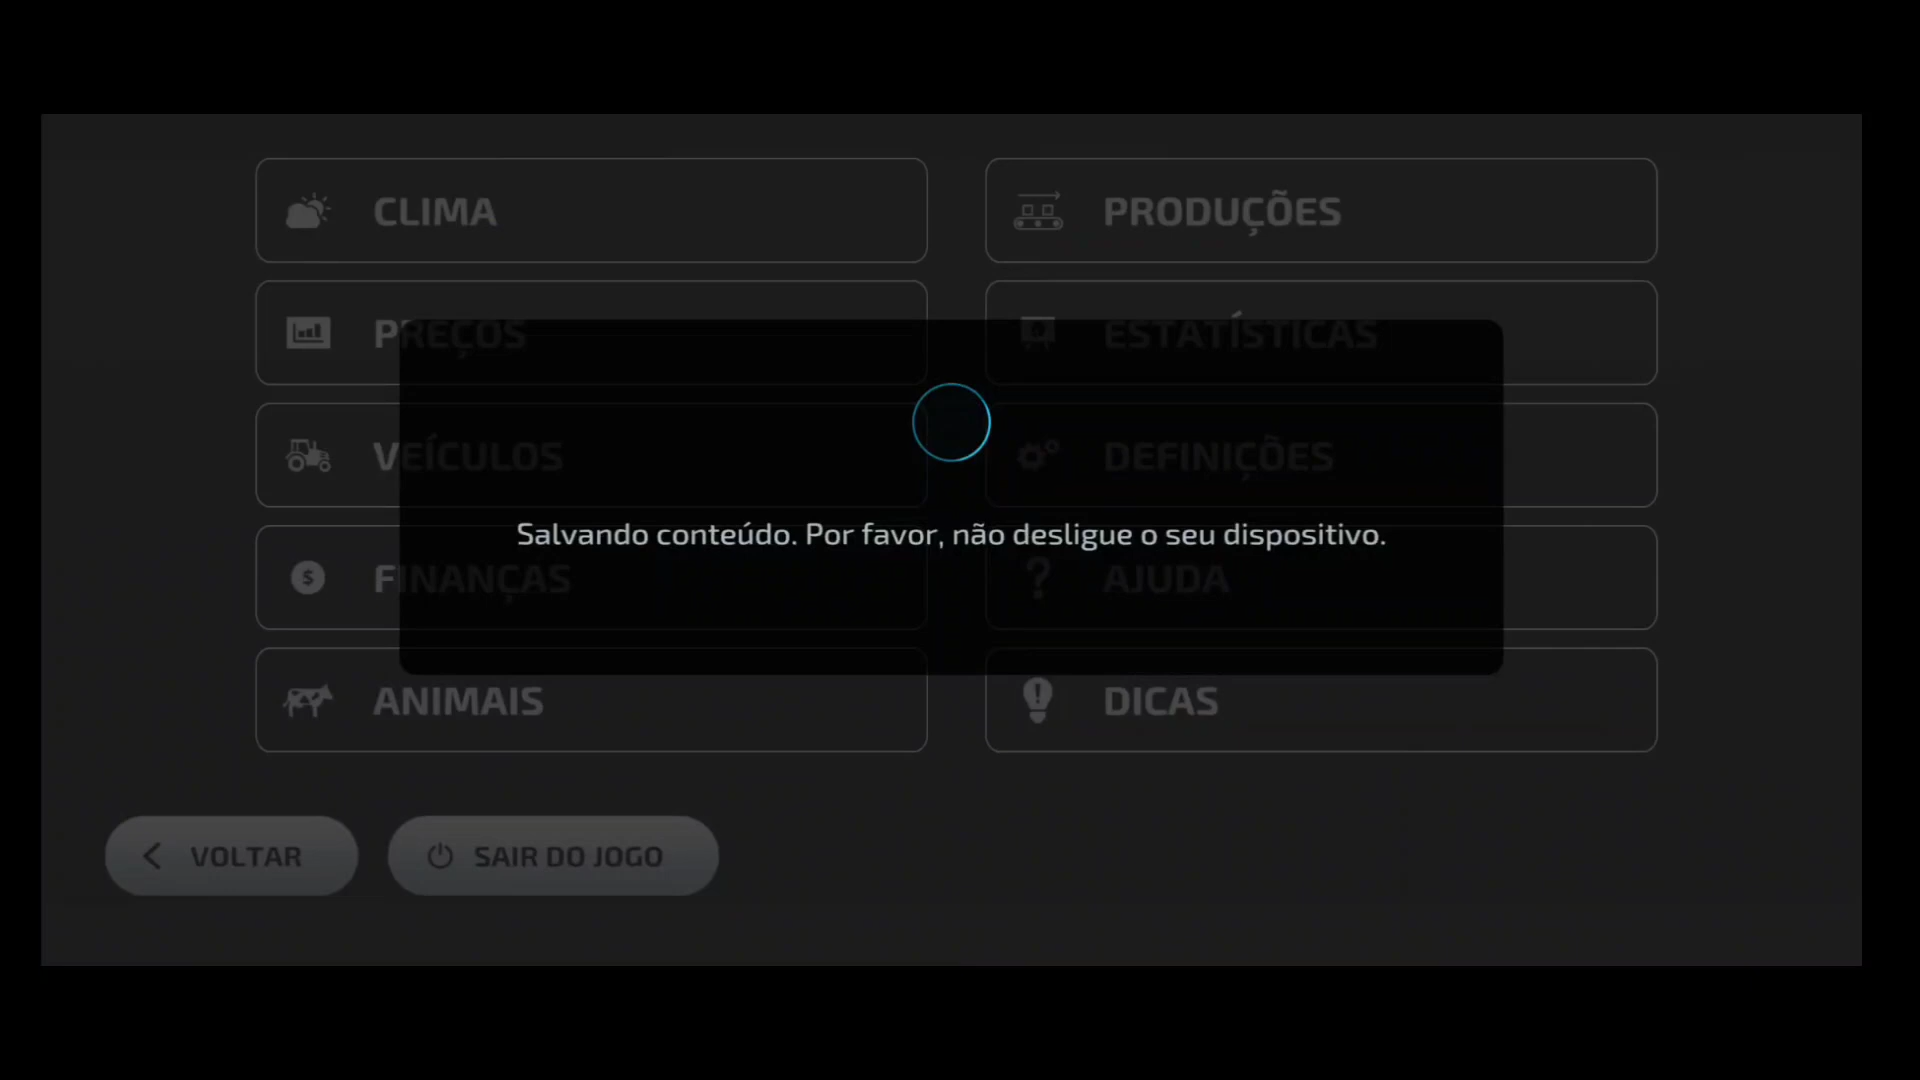 CLIMA
PRODUÇÕES
PREÇOS
ESTATÍSTICAS
VEÍCULOS
DEFINIÇÕES
Salvando conteúdo. Por favor, não desligue o seu dispositivo.
FINANÇAS
AJUDA
ANIMAIS
DICAS
VOLTAR
SAIR DO JOGO